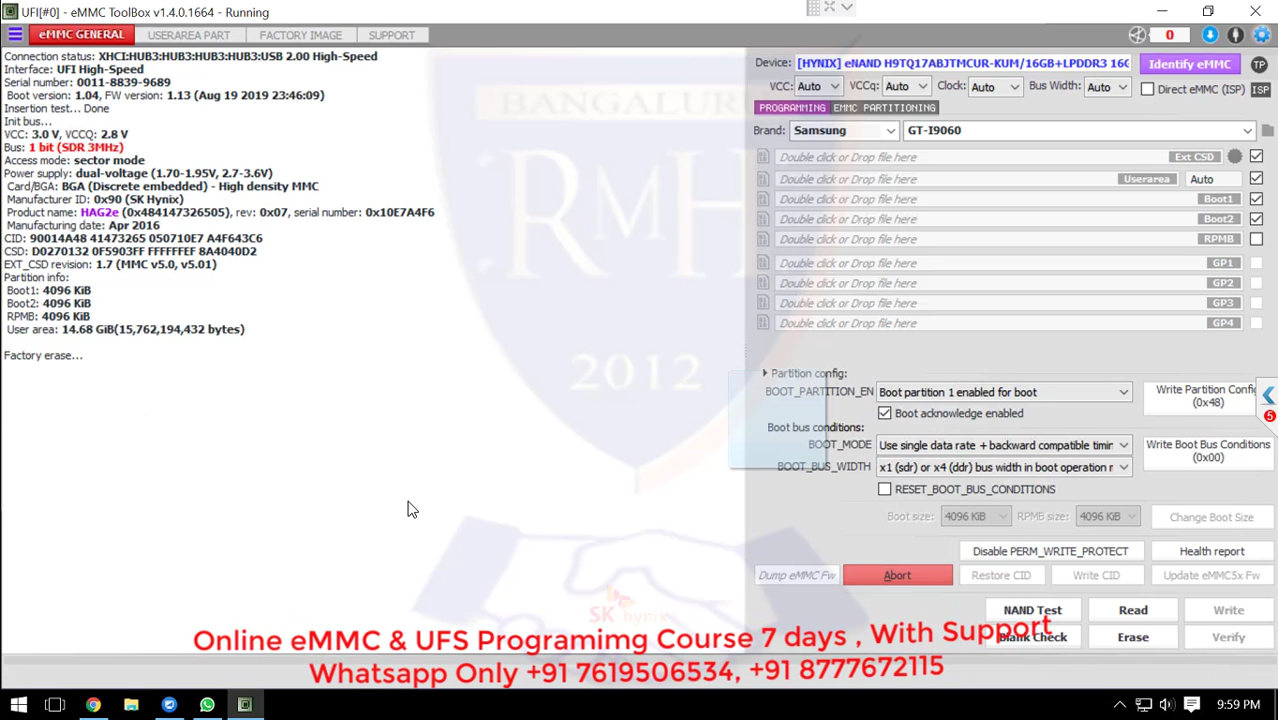 UFI[#0] - eMMC ToolBox v1.4.0.1664 - Running
eMMC GENERAL USERAREA PART FACTORY IMAGE SUPPORT 0
Connection status: XHCI:HUB3:HUB3:HUB3:HUB3:USB 2.00 High-Speed
Interface: UFI High-Speed
Serial number: 0011-8839-9689
Boot version: 1.04, FW version: 1.13 (Aug 19 2019 23:46:09)
Insertion test... Done
Init bus...
VCC: 3.0 V, VCCQ: 2.8 V
Bus: 1 bit (SDR 3MHz)
Access mode: sector mode
Power supply: dual-voltage (1.70-1.95V, 2.7-3.6V)
Card/BGA: BGA (Discrete embedded) - High density MMC
Manufacturer ID: 0x90 (SK Hynix)
Product name: HAG2e (0x484147326505), rev: 0x07, serial number: 0x10E7A4F6
Manufacturing date: Apr 2016
CID: 90014A48 41473265 050710E7 A4F643C6
CSD: D0270132 0F5903FF FFFFFFEF 8A4040D2
EXT_CSD revision: 1.7 (MMC v5.0, v5.01)
Partition info:
Boot1: 4096 KiB
Boot2: 4096 KiB
RPMB: 4096 KiB
User area: 14.68 GiB(15,762,194,432 bytes)
Factory erase...
BANGALURU
RMH
2012
SK hynix
Device: [HYNIX] eNAND H9TQ17ABJTMCUR-KUM/16GB+LPDDR3 16G Identify eMMC TP
VCC: Auto VCCq: Auto Clock: Auto Bus Width: Auto Direct eMMC (ISP) ISP
PROGRAMMING EMMC PARTITIONING
Brand: Samsung GT-I9060
Double click or Drop file here Ext CSD
Double click or Drop file here Userarea Auto
Double click or Drop file here Boot1
Double click or Drop file here Boot2
Double click or Drop file here RPMB
Double click or Drop file here GP1
Double click or Drop file here GP2
Double click or Drop file here GP3
Double click or Drop file here GP4
Partition config:
BOOT_PARTITION_EN Boot partition 1 enabled for boot Write Partition Config
(0x48)
Boot acknowledge enabled 5
Boot bus conditions:
BOOT_MODE Use single data rate + backward compatible timin Write Boot Bus Conditions
(0x00)
BOOT_BUS_WIDTH x1 (sdr) or x4 (ddr) bus width in boot operation m
RESET_BOOT_BUS_CONDITIONS
Boot size: 4096 KiB RPMB size: 4096 KiB Change Boot Size
Disable PERM_WRITE_PROTECT Health report
Dump eMMC Fw Abort Restore CID Write CID Update eMMC5x Fw
NAND Test Read Write
Blank Check Erase Verify
Online eMMC & UFS Programimg Course 7 days , With Support
Whatsapp Only +91 7619506534, +91 8777672115
9:59 PM